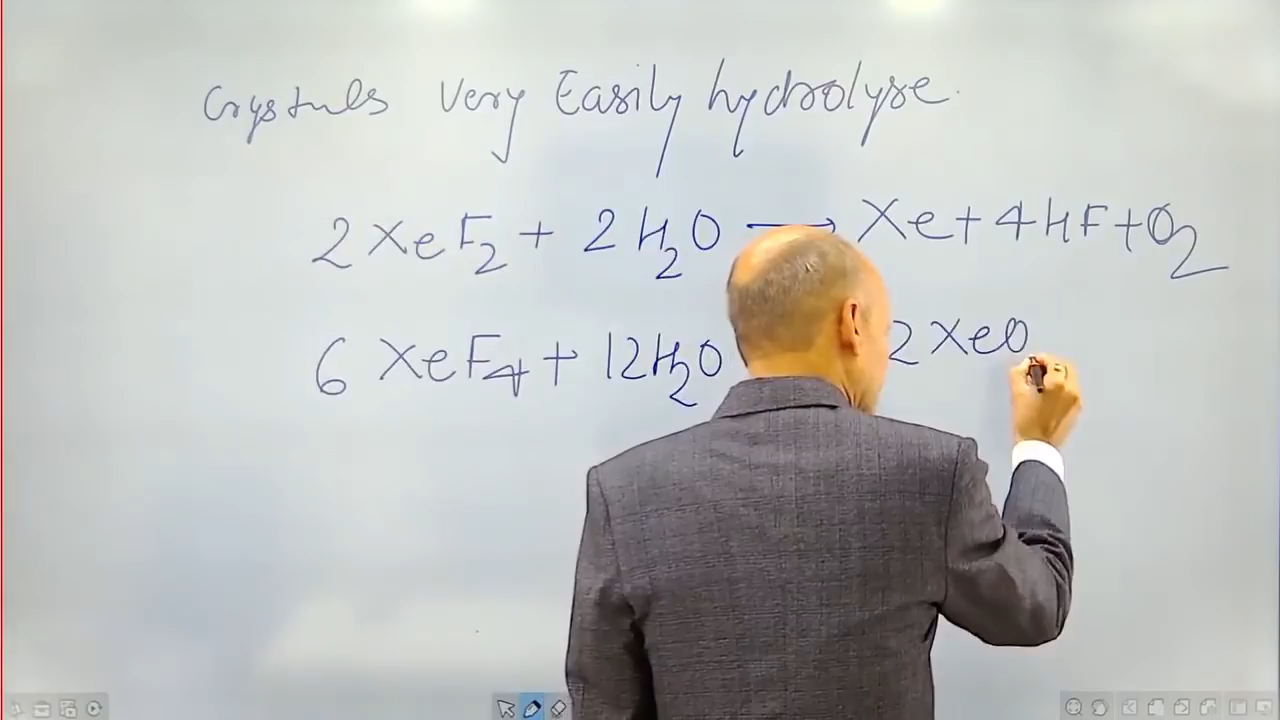 Crystals Very Easily hydrolyse.
2XeF₂ + 2H₂O → Xe + 4HF + O₂
6XeF₄ + 12H₂O 2XeO